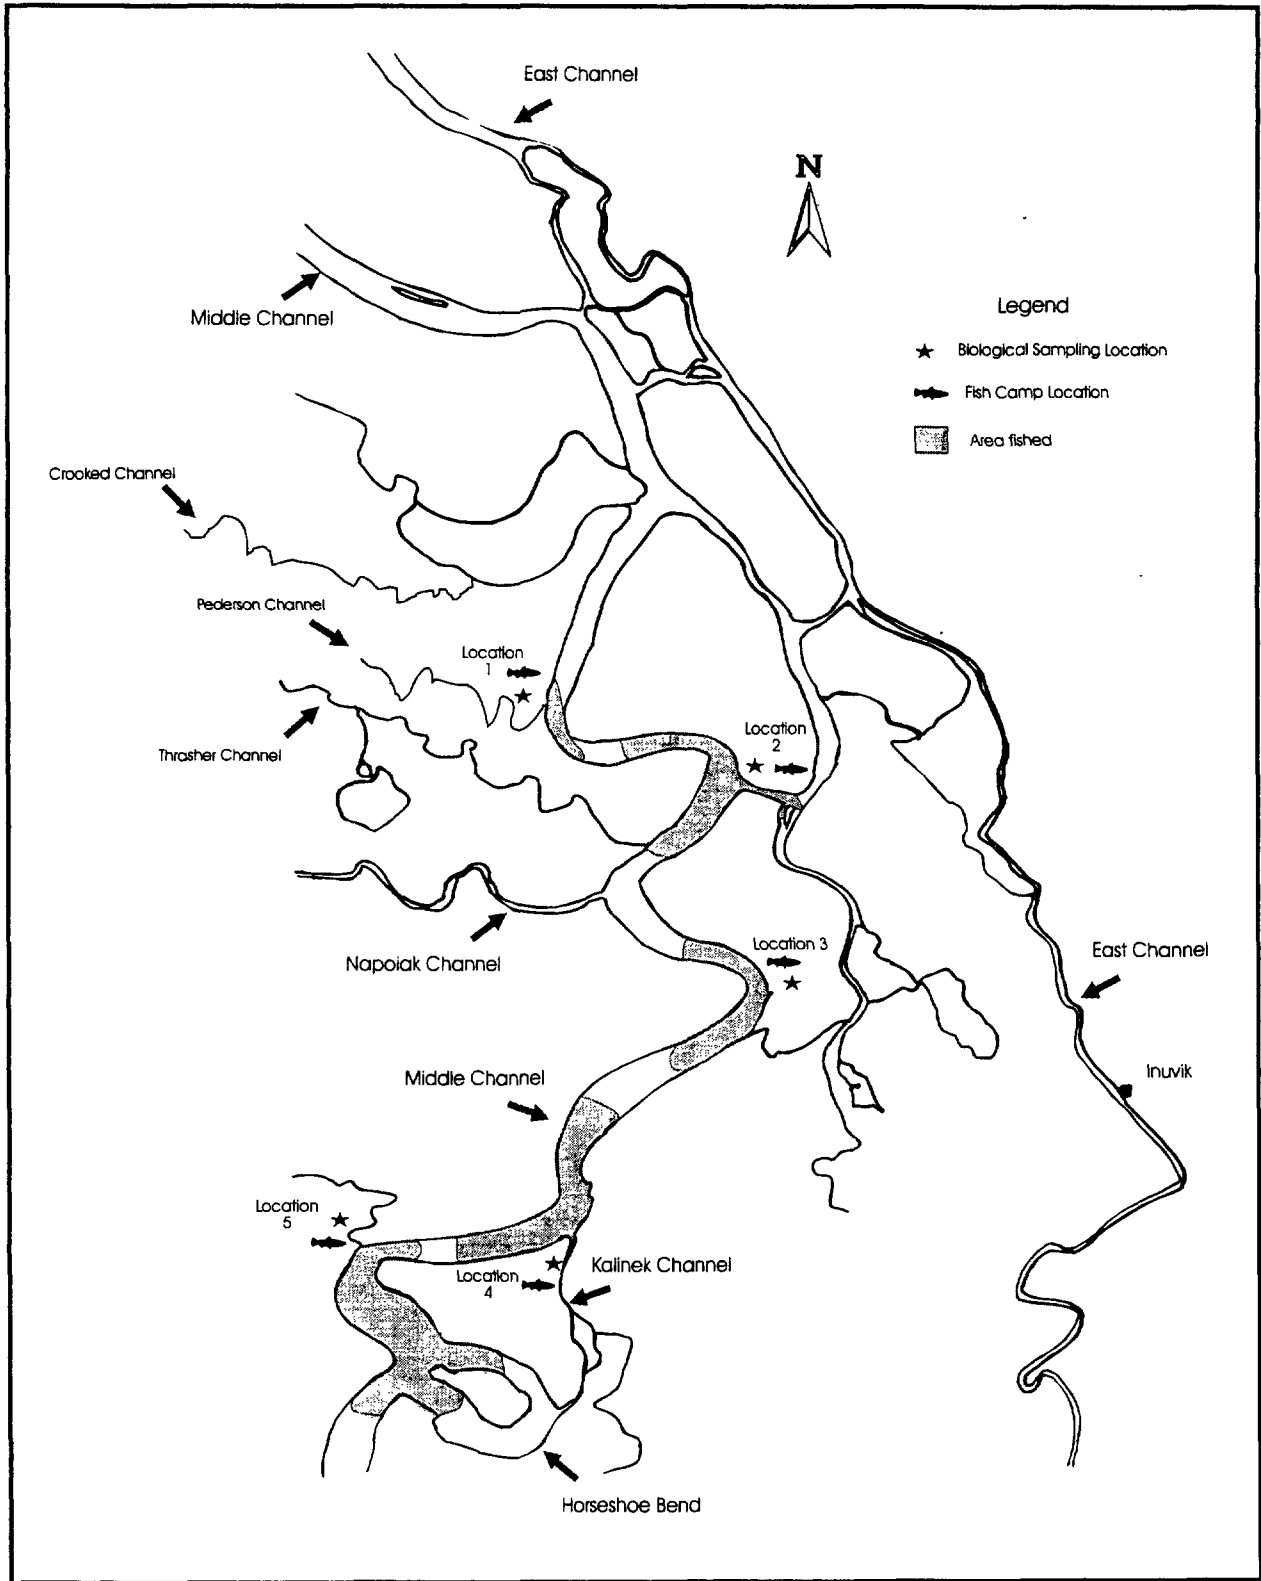 East Channel
N
Middle Channel
Legend
Biological Sampling Location
Fish Camp Location
Area fished
Crooked Channel
Pederson Channel
Location
1
Location
2
Thrasher Channel
Napoiak Channel
Location 3
East Channel
Inuvik
Middle Channel
Location
5
Kalinek Channel
Location
4
Horseshoe Bend